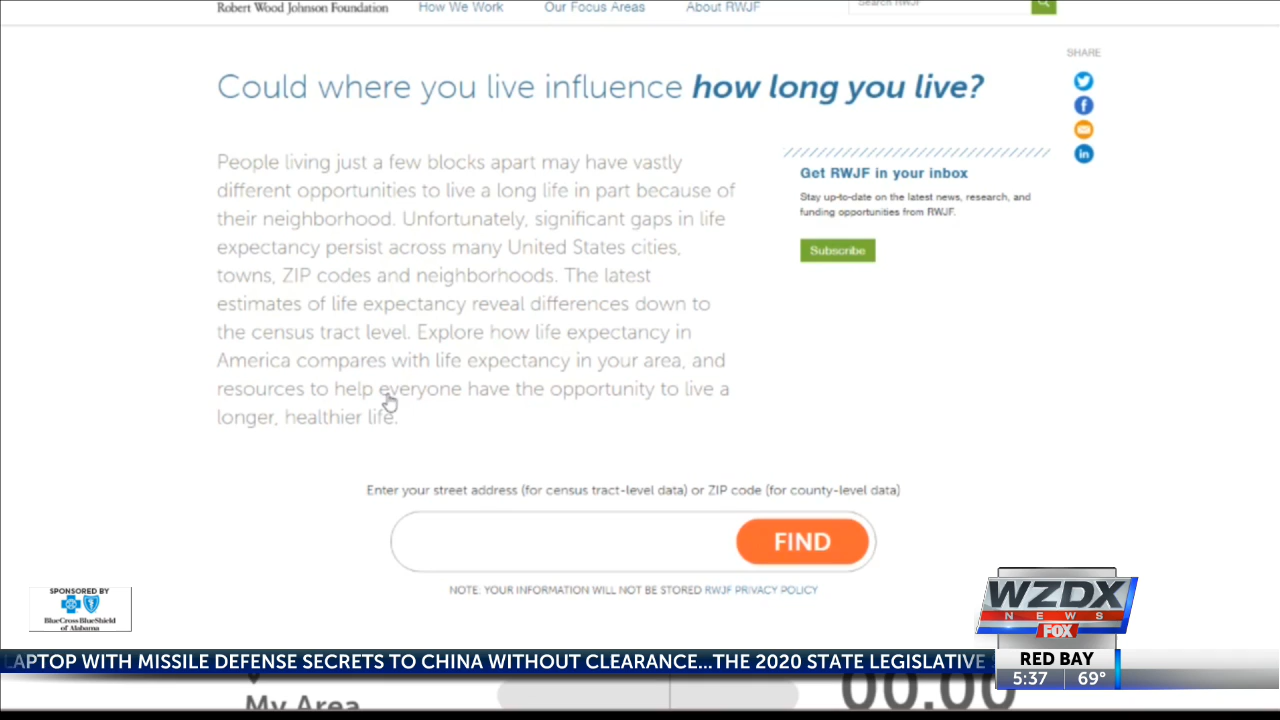 Robert Wood Johnson Foundation
How We Work
Our Focus Areas
About RWJF
Search RWJF
SHARE
Could where you live influence how long you live?
People living just a few blocks apart may have vastly
different opportunities to live a long life in part because of
their neighborhood. Unfortunately, significant gaps in life
expectancy persist across many United States cities,
towns, ZIP codes and neighborhoods. The latest
estimates of life expectancy reveal differences down to
the census tract level. Explore how life expectancy in
America compares with life expectancy in your area, and
resources to help everyone have the opportunity to live a
longer, healthier life.
Get RWJF in your inbox
Stay up-to-date on the latest news, research, and
funding opportunities from RWJF.
Subscribe
Enter your street address (for census tract-level data) or ZIP code (for county-level data)
FIND
NOTE: YOUR INFORMATION WILL NOT BE STORED RWJF PRIVACY POLICY
SPONSORED BY
BlueCross BlueShield
of Alabama
WZDX
NEWS
FOX
LAPTOP WITH MISSILE DEFENSE SECRETS TO CHINA WITHOUT CLEARANCE...THE 2020 STATE LEGISLATIVE
RED BAY
5:37 69°
My Area
00.00